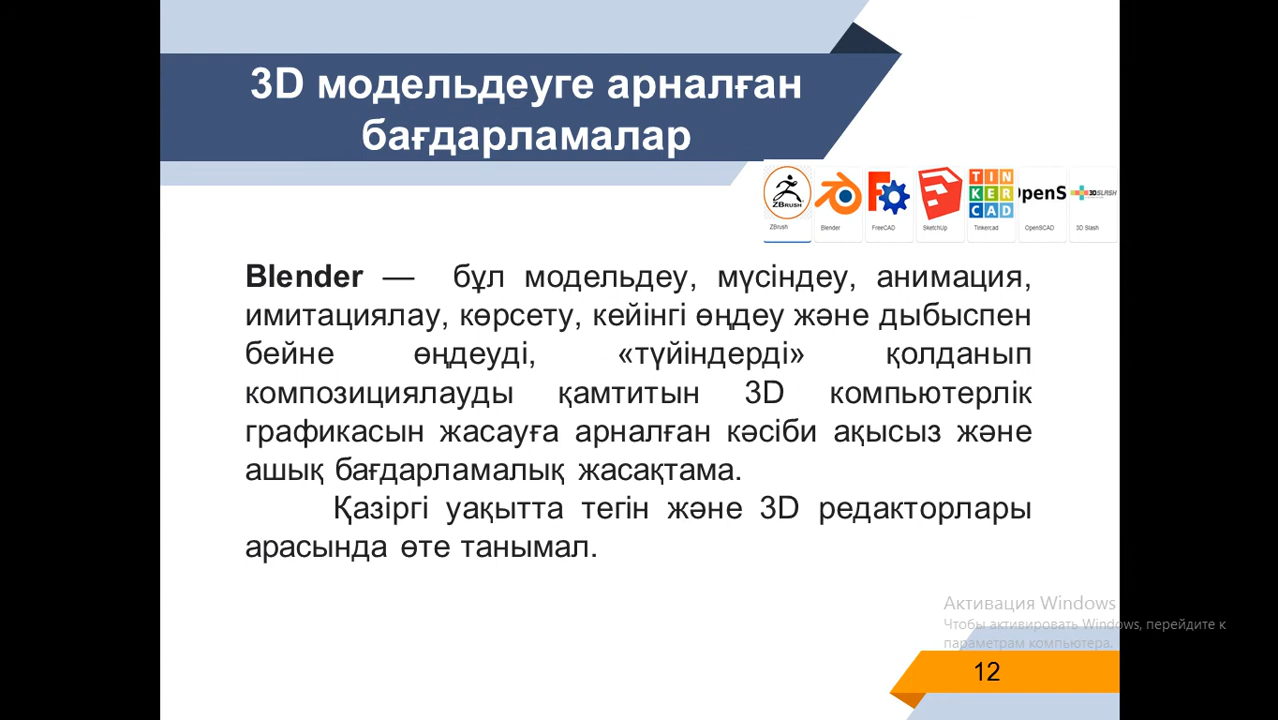 3D модельдеуге арналған
бағдарламалар
ZBRUSH
TIN
KER
CAD
OpenS
3DSLASH
ZBrush
Blender
FreeCAD
SketchUp
Tinkercad
OpenSCAD
3D Slash
Blender — бұл модельдеу, мүсіндеу, анимация,
имитациялау, көрсету, кейінгі өңдеу және дыбыспен
бейне өңдеуді, «түйіндерді» қолданып
композициялауды қамтитын 3D компьютерлік
графикасын жасауға арналған кәсіби ақысыз және
ашық бағдарламалық жасақтама.
Қазіргі уақытта тегін және 3D редакторлары
арасында өте танымал.
Активация Windows
Чтобы активировать Windows, перейдите к
параметрам компьютера.
12